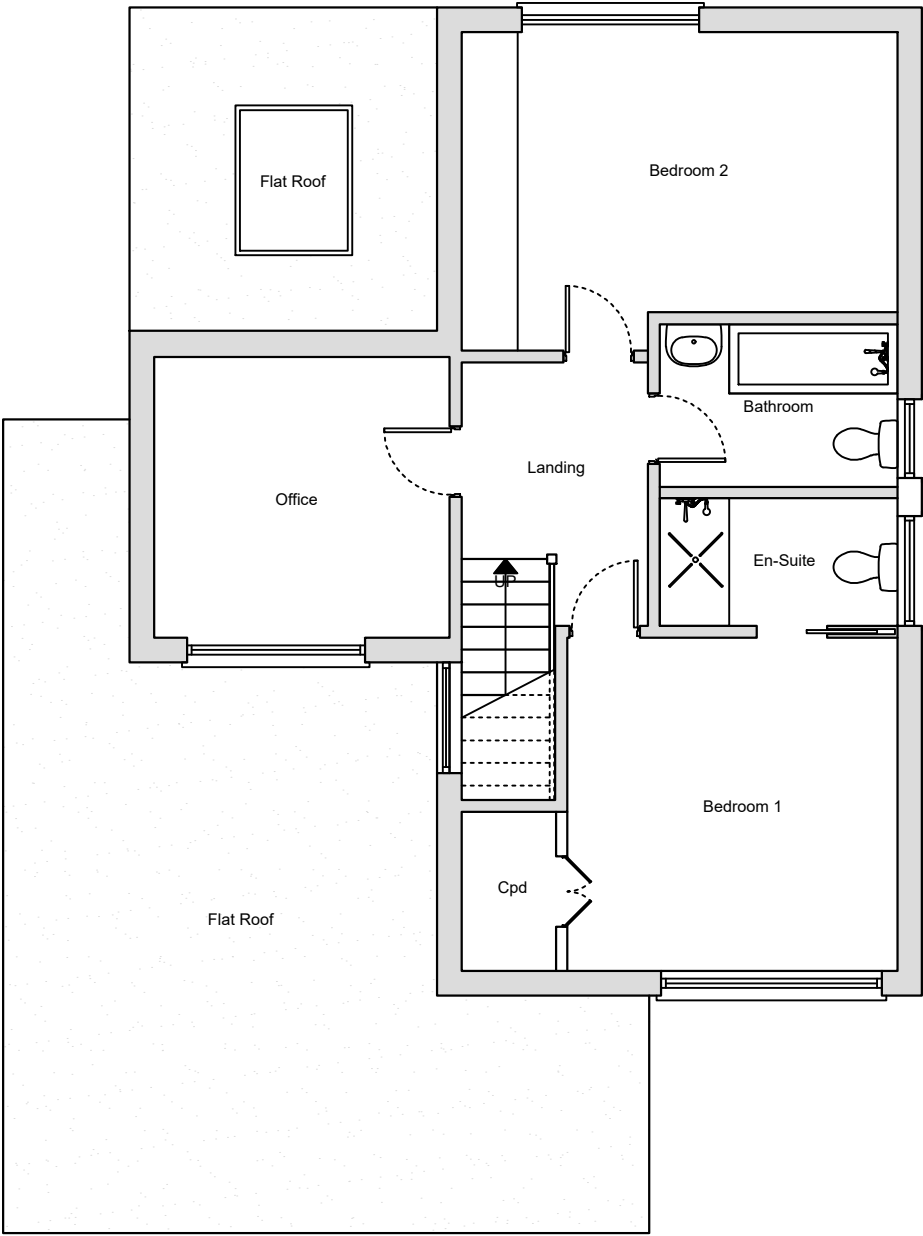 Bedroom 2
Flat Roof
Bathroom
Landing
Office
En-Suite
UP
Bedroom 1
Cpd
Flat Roof